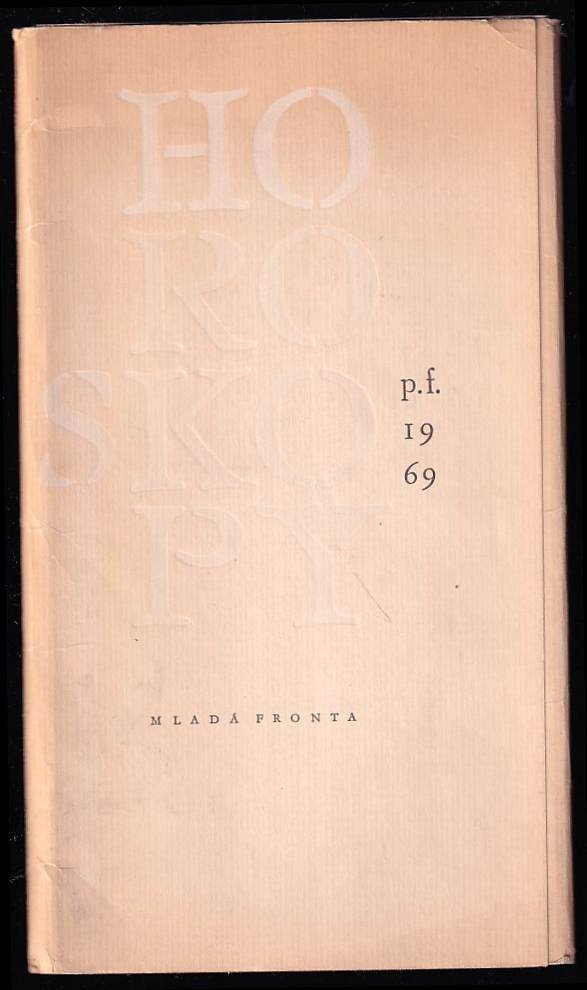 HO
RO
SKO
PY
p.f.
19
69
MLADÁ FRONTA